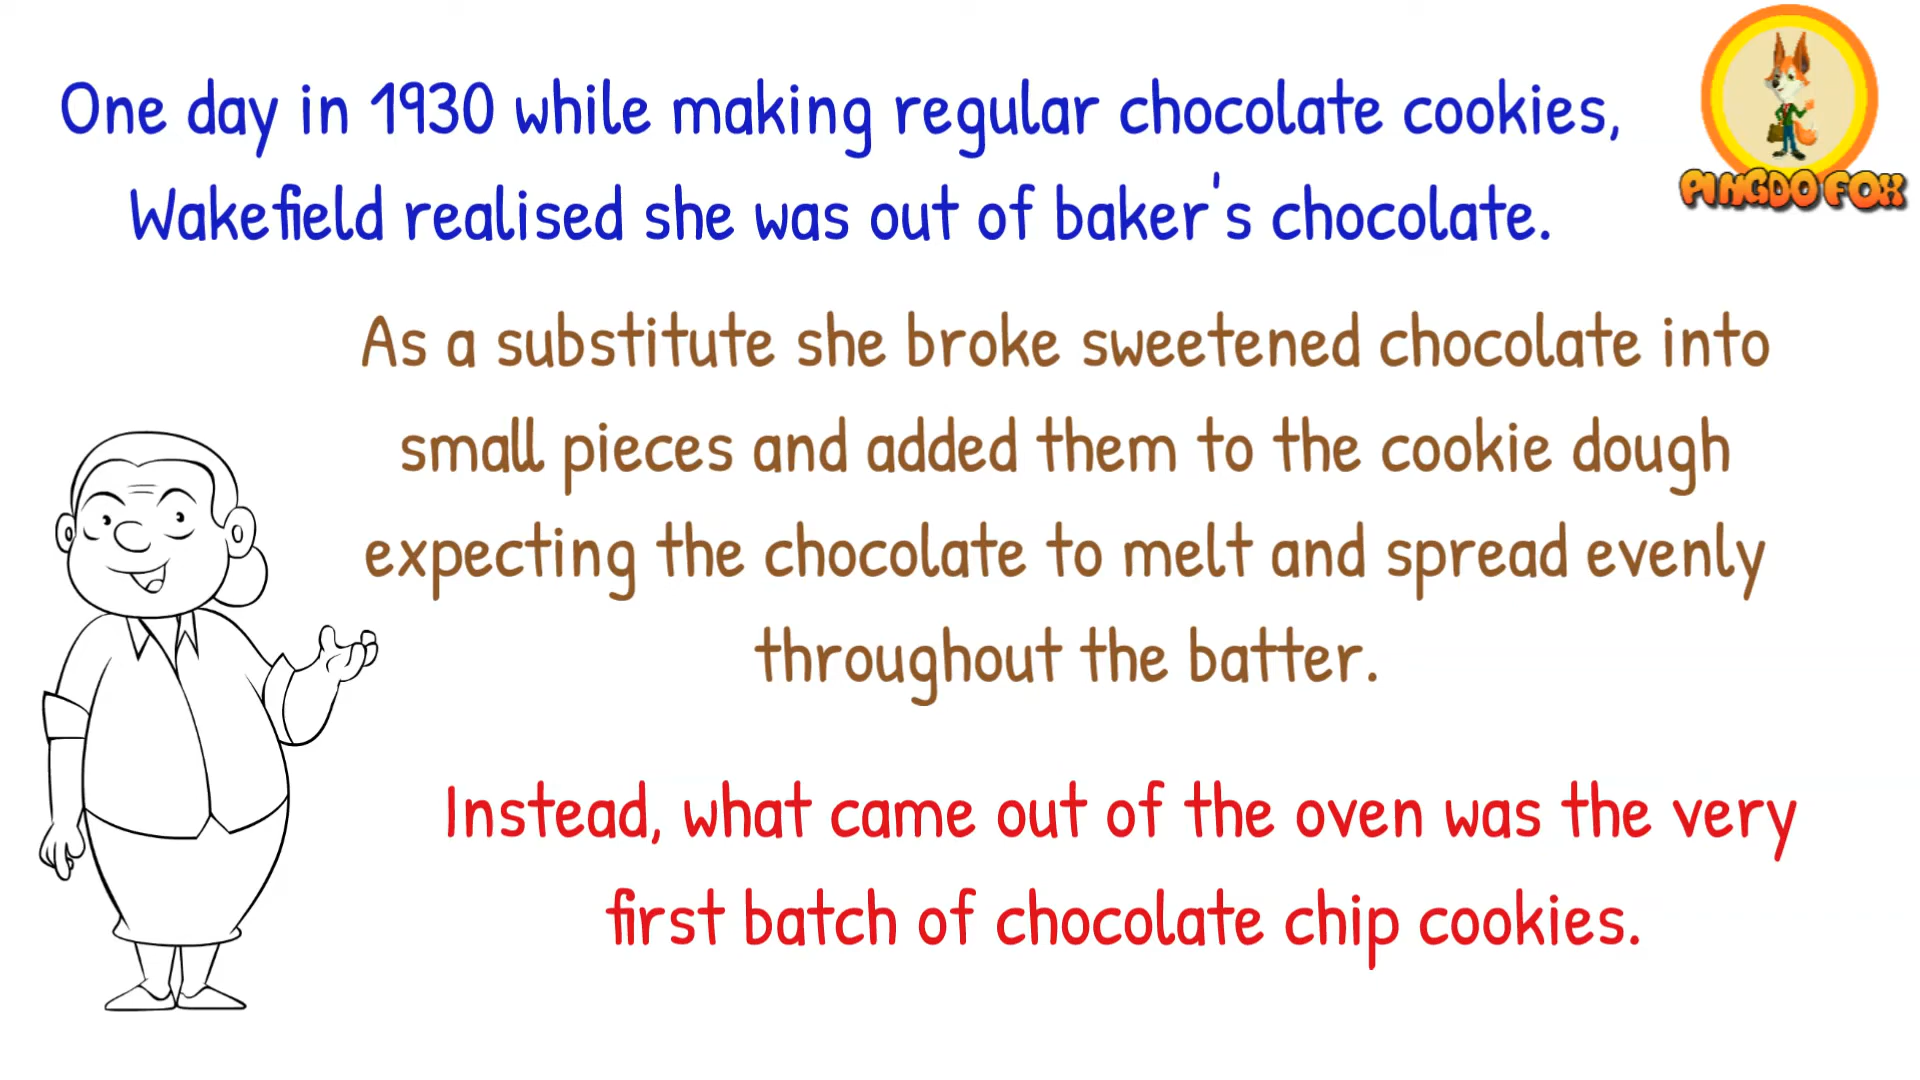 One day in 1930 while making regular chocolate cookies,
Wakefield realised she was out of baker's chocolate.
PINGDO FOX
As a substitute she broke sweetened chocolate into
small pieces and added them to the cookie dough
expecting the chocolate to melt and spread evenly
throughout the batter.
Instead, what came out of the oven was the very
first batch of chocolate chip cookies.